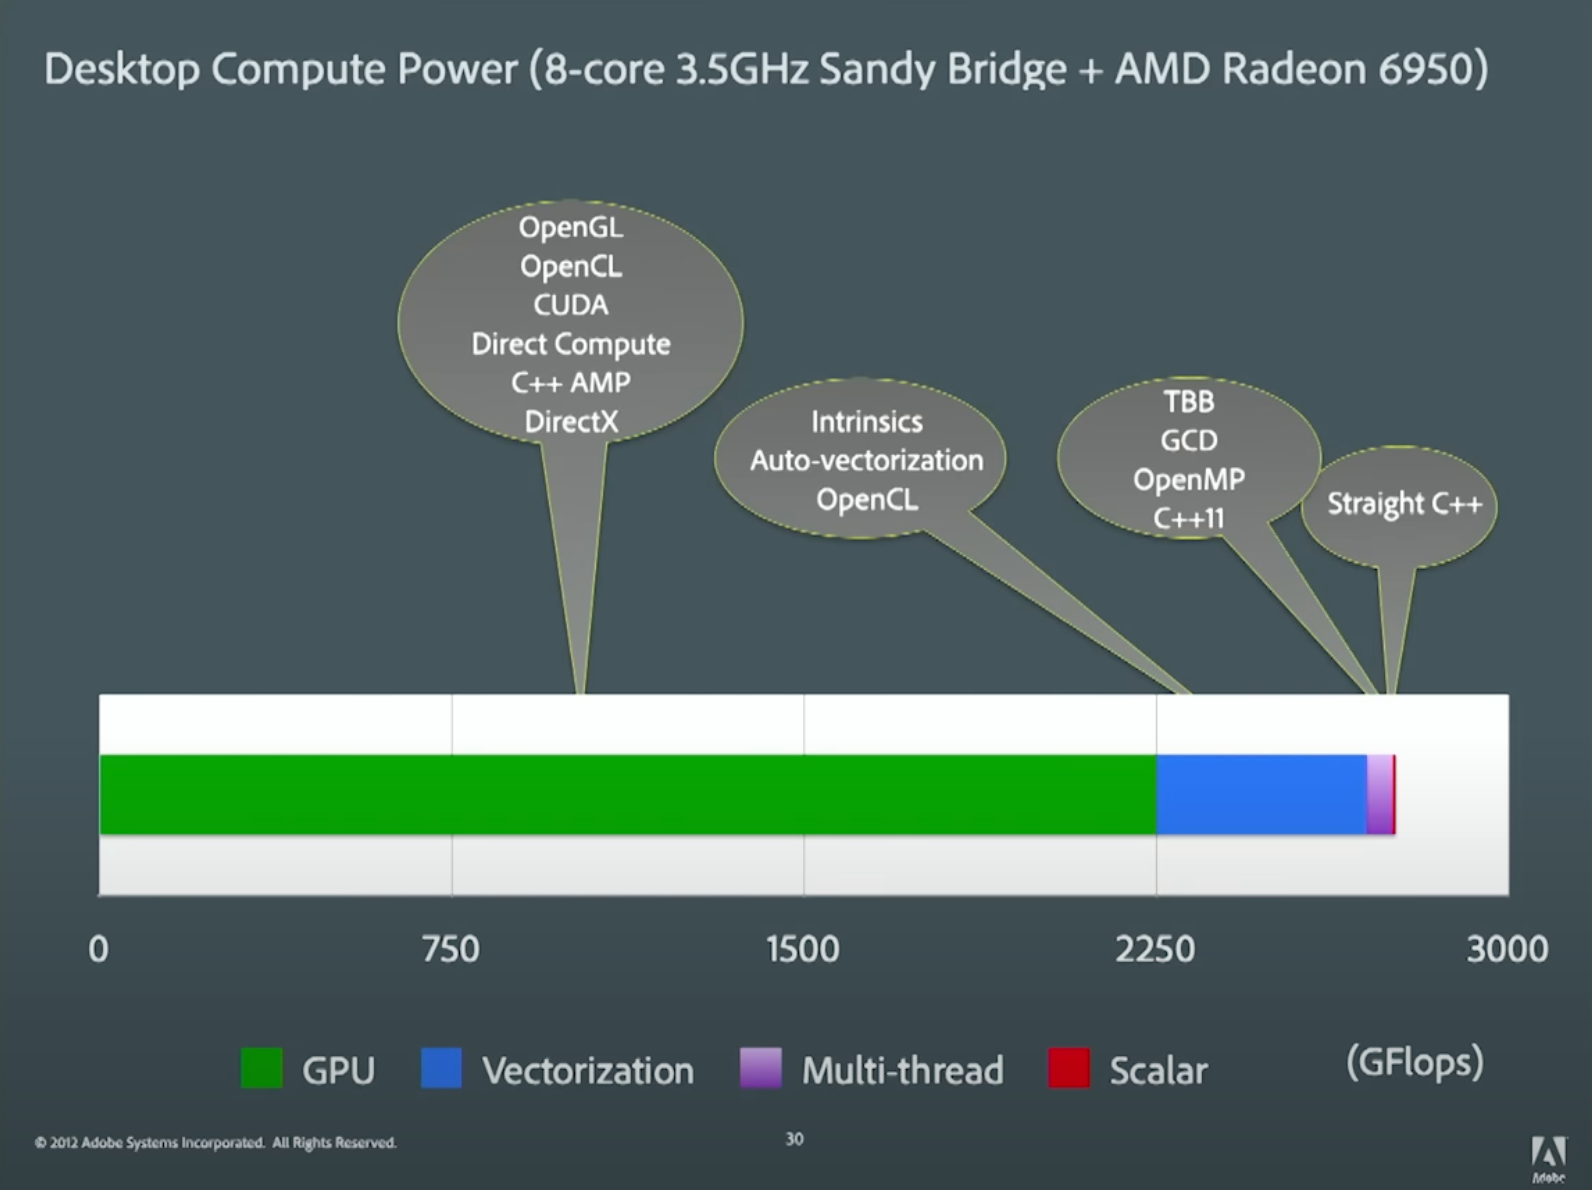 Desktop Compute Power (8-core 3.5GHz Sandy Bridge + AMD Radeon 6950)
OpenGL
OpenCL
CUDA
Direct Compute
C++ AMP
DirectX
Intrinsics
Auto-vectorization
OpenCL
TBB
GCD
OpenMP
C++11
Straight C++
0 750 1500 2250 3000
GPU Vectorization Multi-thread Scalar (GFlops)
© 2012 Adobe Systems Incorporated. All Rights Reserved.
30
Adobe